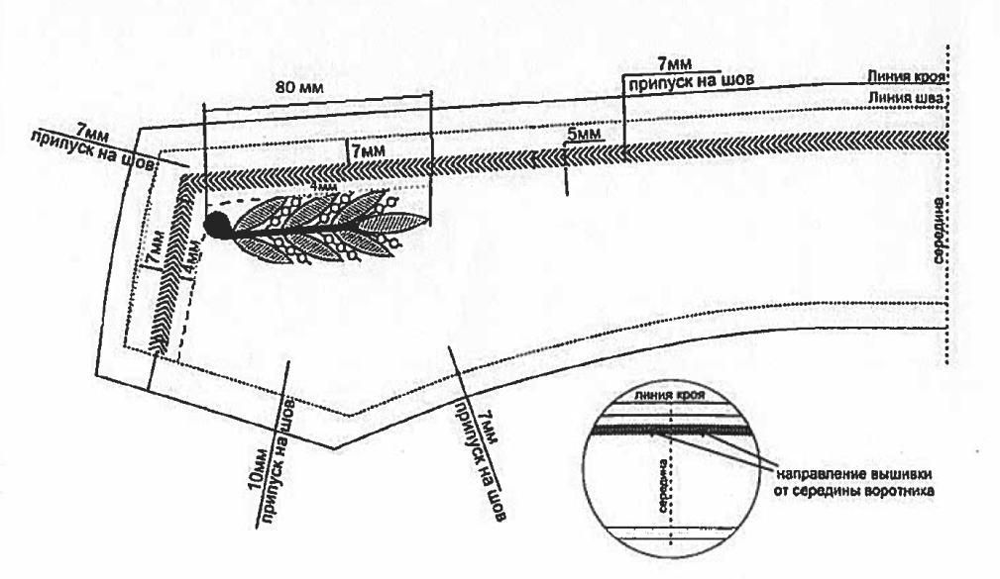 80 мм
7мм
припуск на шов
Линия кроя
Линия шва
7мм
припуск на шов
7мм
5мм
4мм
середина
7мм
4мм
10мм
припуск на шов
7мм
припуск на шов
линия кроя
середина
направление вышивки
от середины воротника